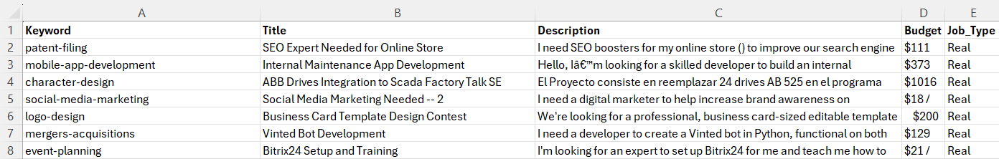 A B C D E
1 Keyword Title Description Budget Job_Type
2 patent-filing SEO Expert Needed for Online Store I need SEO boosters for my online store () to improve our search engine $111 Real
3 mobile-app-development Internal Maintenance App Development Hello, Iâ€™m looking for a skilled developer to build an internal $373 Real
4 character-design ABB Drives Integration to Scada Factory Talk SE El Proyecto consiste en reemplazar 24 drives AB 525 en el programa $1016 Real
5 social-media-marketing Social Media Marketing Needed -- 2 I need a digital marketer to help increase brand awareness on $18 / Real
6 logo-design Business Card Template Design Contest We're looking for a professional, business card-sized editable template $200 Real
7 mergers-acquisitions Vinted Bot Development I need a developer to create a Vinted bot in Python, functional on both $129 Real
8 event-planning Bitrix24 Setup and Training I'm looking for an expert to set up Bitrix24 for me and teach me how to $21 / Real